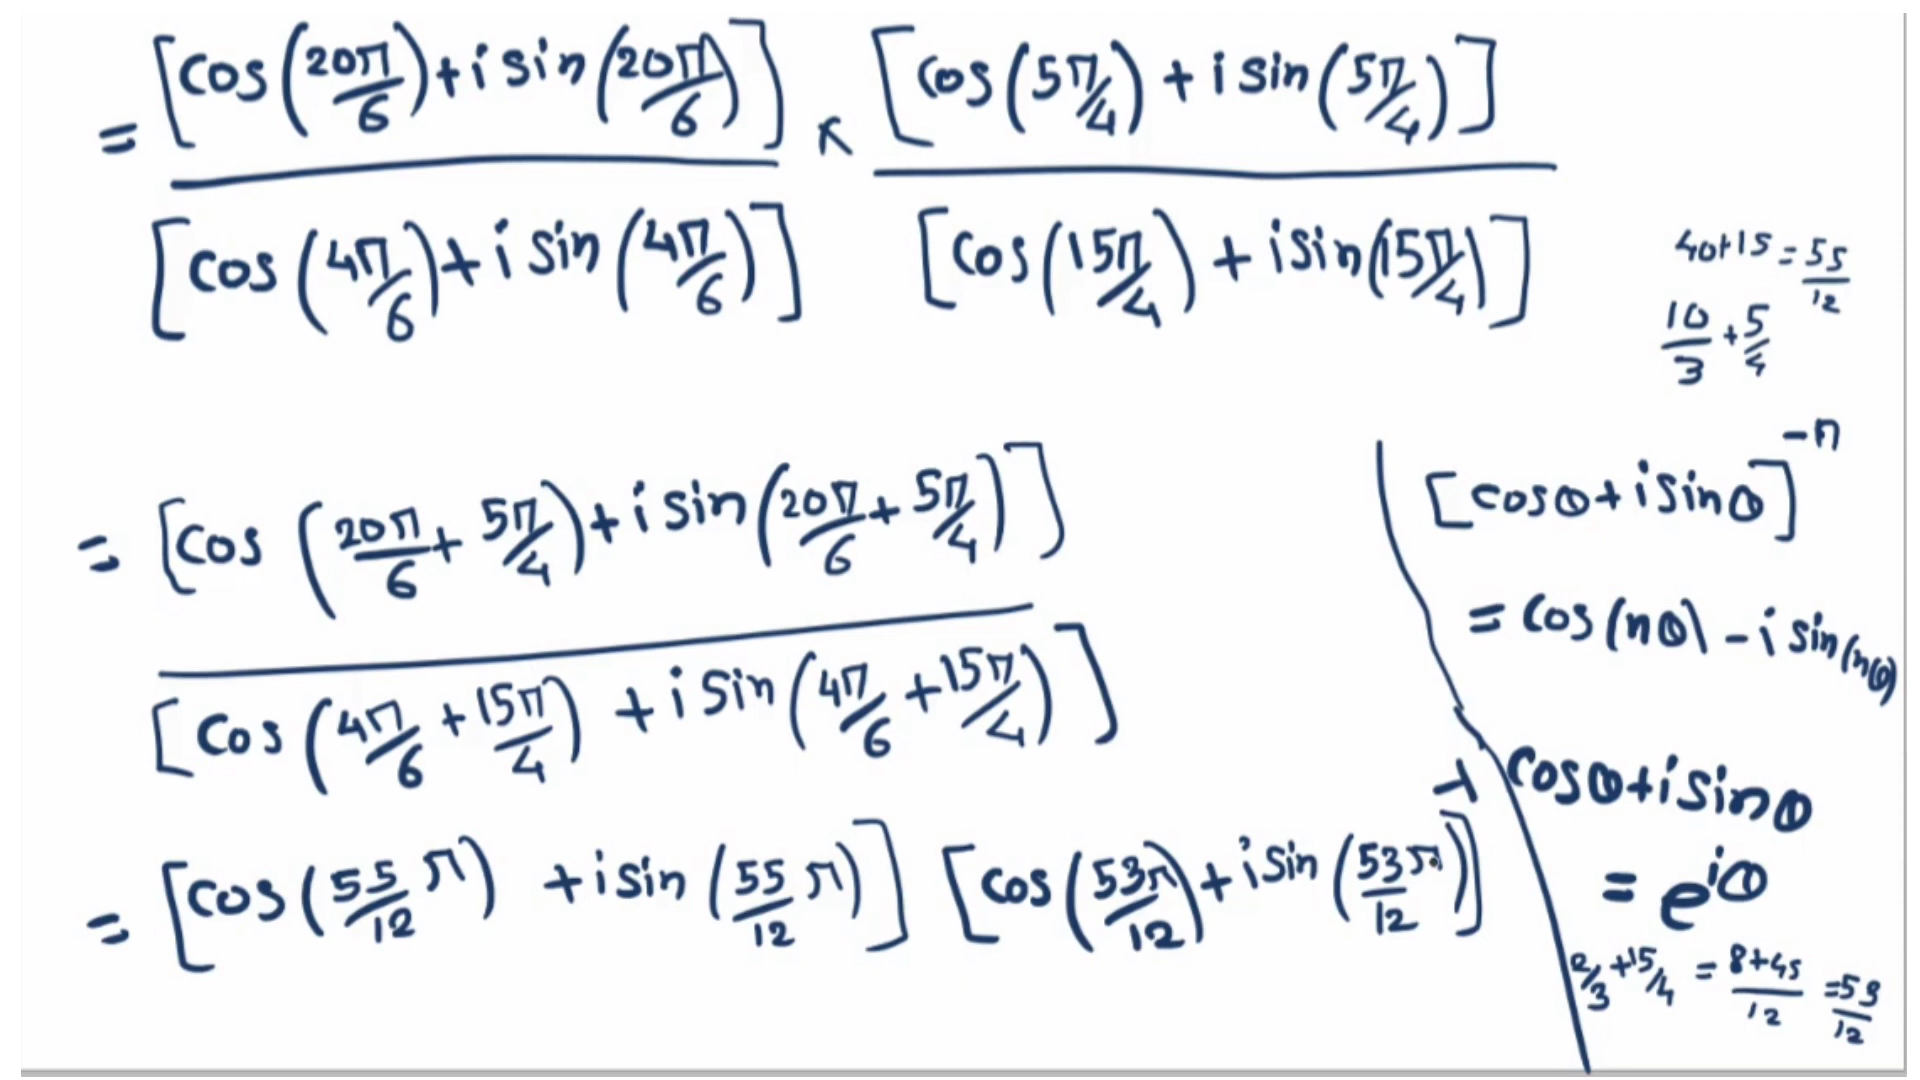 = [cos(20π/6) + i sin(20π/6)] × [cos(5π/4) + i sin(5π/4)]
[cos(4π/6) + i sin(4π/6)] [cos(15π/4) + i sin(15π/4)]
40+15 = 55/12
10/3 + 5/4
= [cos(20π/6 + 5π/4) + i sin(20π/6 + 5π/4)]
[cos(4π/6 + 15π/4) + i sin(4π/6 + 15π/4)]
= [cos(55/12 π) + i sin(55/12 π)] [cos(53π/12) + i sin(53π/12)]⁻¹
[cosθ + i sinθ]⁻ⁿ
= cos(nθ) - i sin(nθ)
cosθ + i sinθ
= e^iθ
2/3 + 15/4 = 8+45/12 = 53/12